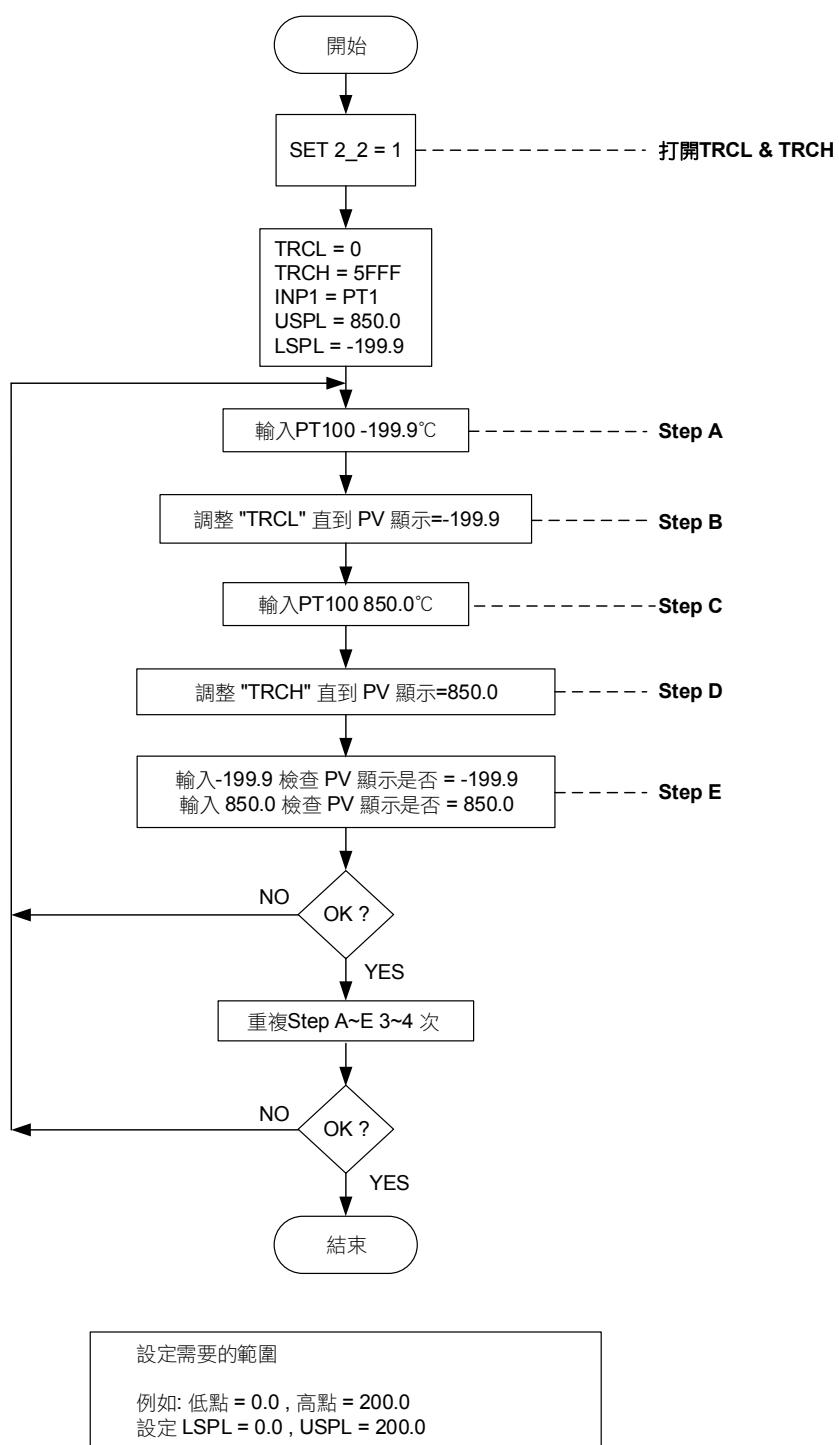 開始
SET 2_2 = 1
打開TRCL & TRCH
TRCL = 0
TRCH = 5FFF
INP1 = PT1
USPL = 850.0
LSPL = -199.9
輸入PT100 -199.9℃
Step A
調整 "TRCL" 直到 PV 顯示=-199.9
Step B
輸入PT100 850.0℃
Step C
調整 "TRCH" 直到 PV 顯示=850.0
Step D
輸入-199.9 檢查 PV 顯示是否 = -199.9
輸入 850.0 檢查 PV 顯示是否 = 850.0
Step E
NO
OK ?
YES
重複Step A~E 3~4 次
NO
OK ?
YES
結束
設定需要的範圍
例如: 低點 = 0.0 , 高點 = 200.0
設定 LSPL = 0.0 , USPL = 200.0